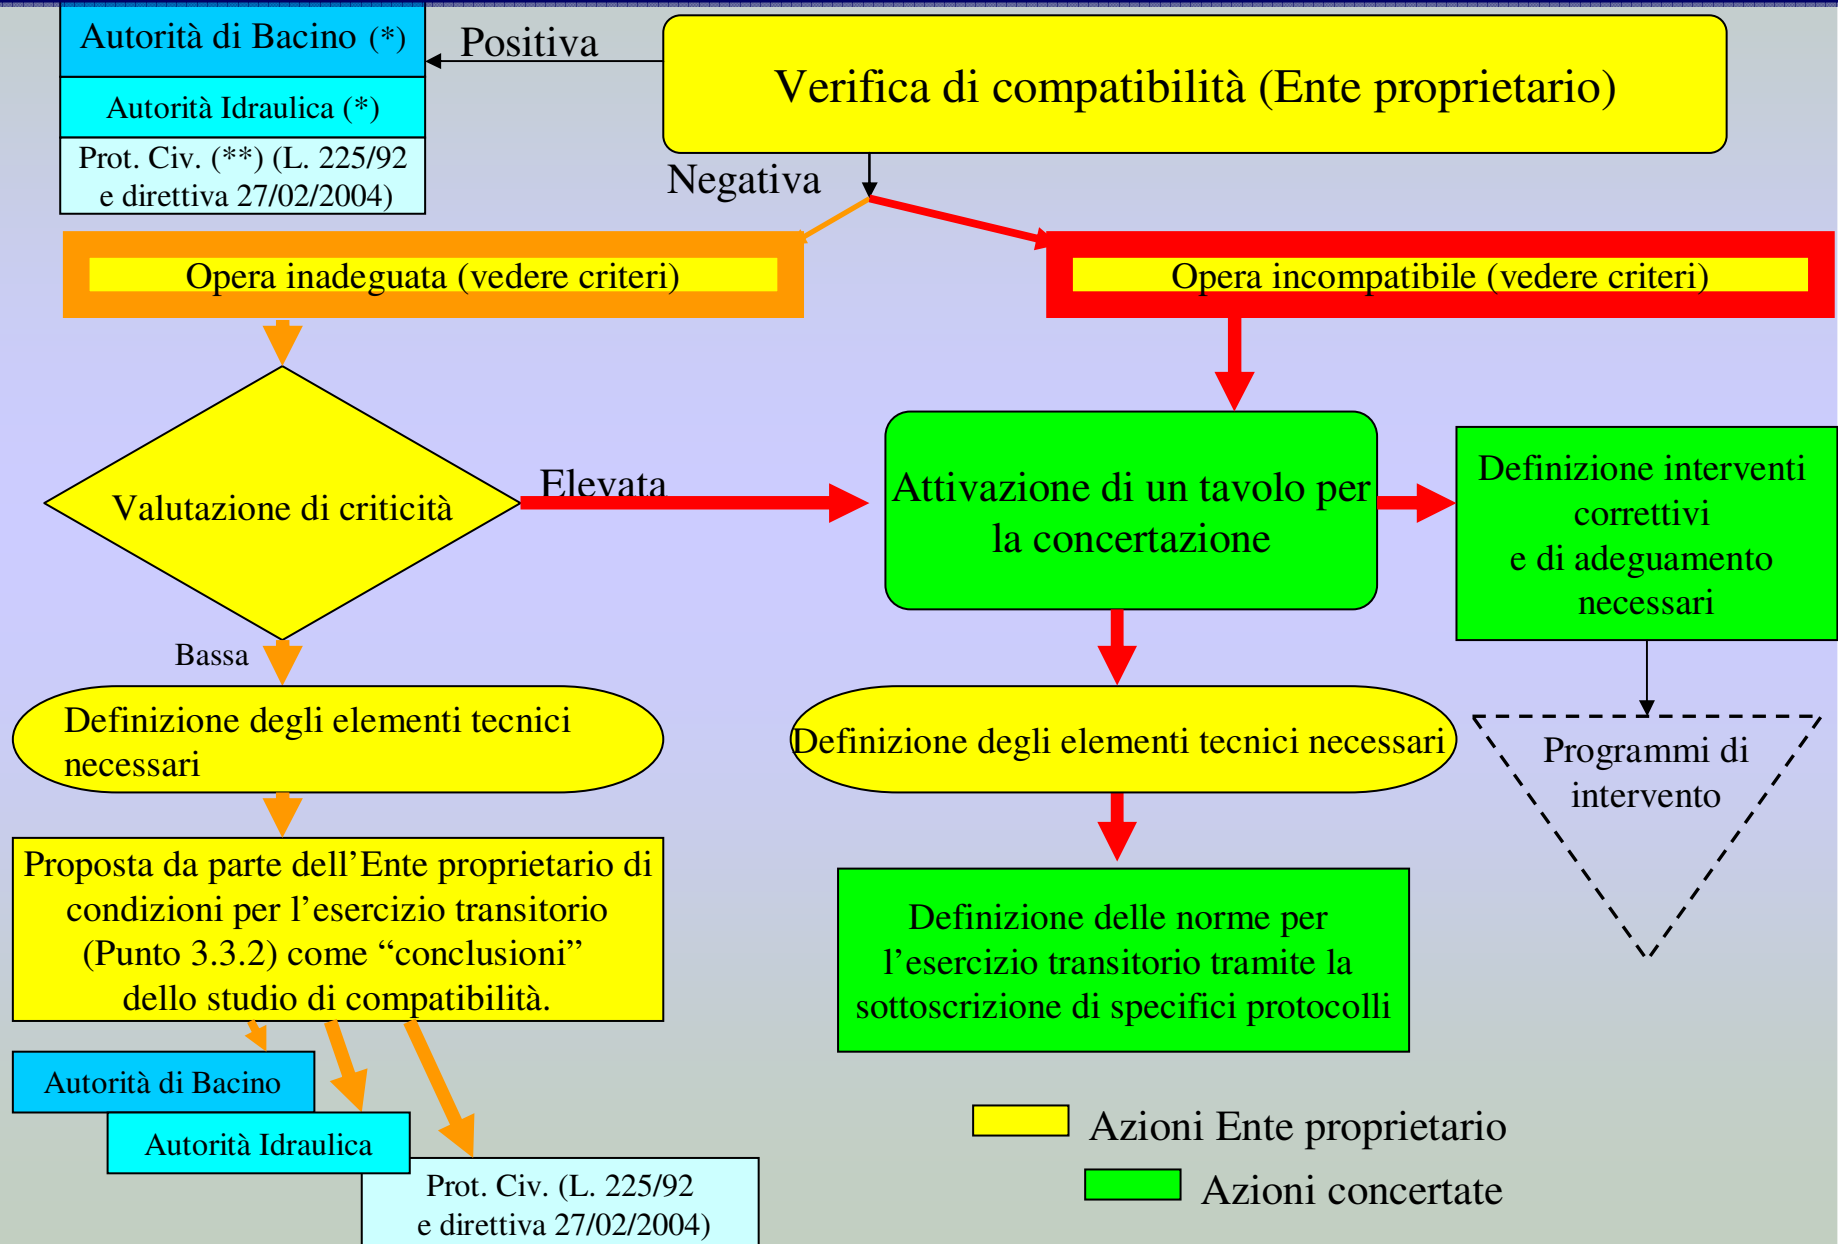 Autorità di Bacino (*)
Positiva
Verifica di compatibilità (Ente proprietario)
Autorità Idraulica (*)
Prot. Civ. (**) (L. 225/92
e direttiva 27/02/2004)
Negativa
Opera inadeguata (vedere criteri)
Opera incompatibile (vedere criteri)
Valutazione di criticità
Elevata
Attivazione di un tavolo per
la concertazione
Definizione interventi
correttivi
e di adeguamento
necessari
Bassa
Definizione degli elementi tecnici
necessari
Definizione degli elementi tecnici necessari
Programmi di
intervento
Proposta da parte dell’Ente proprietario di
condizioni per l’esercizio transitorio
(Punto 3.3.2) come “conclusioni”
dello studio di compatibilità.
Definizione delle norme per
l’esercizio transitorio tramite la
sottoscrizione di specifici protocolli
Autorità di Bacino
Autorità Idraulica
Prot. Civ. (L. 225/92
e direttiva 27/02/2004)
Azioni Ente proprietario
Azioni concertate